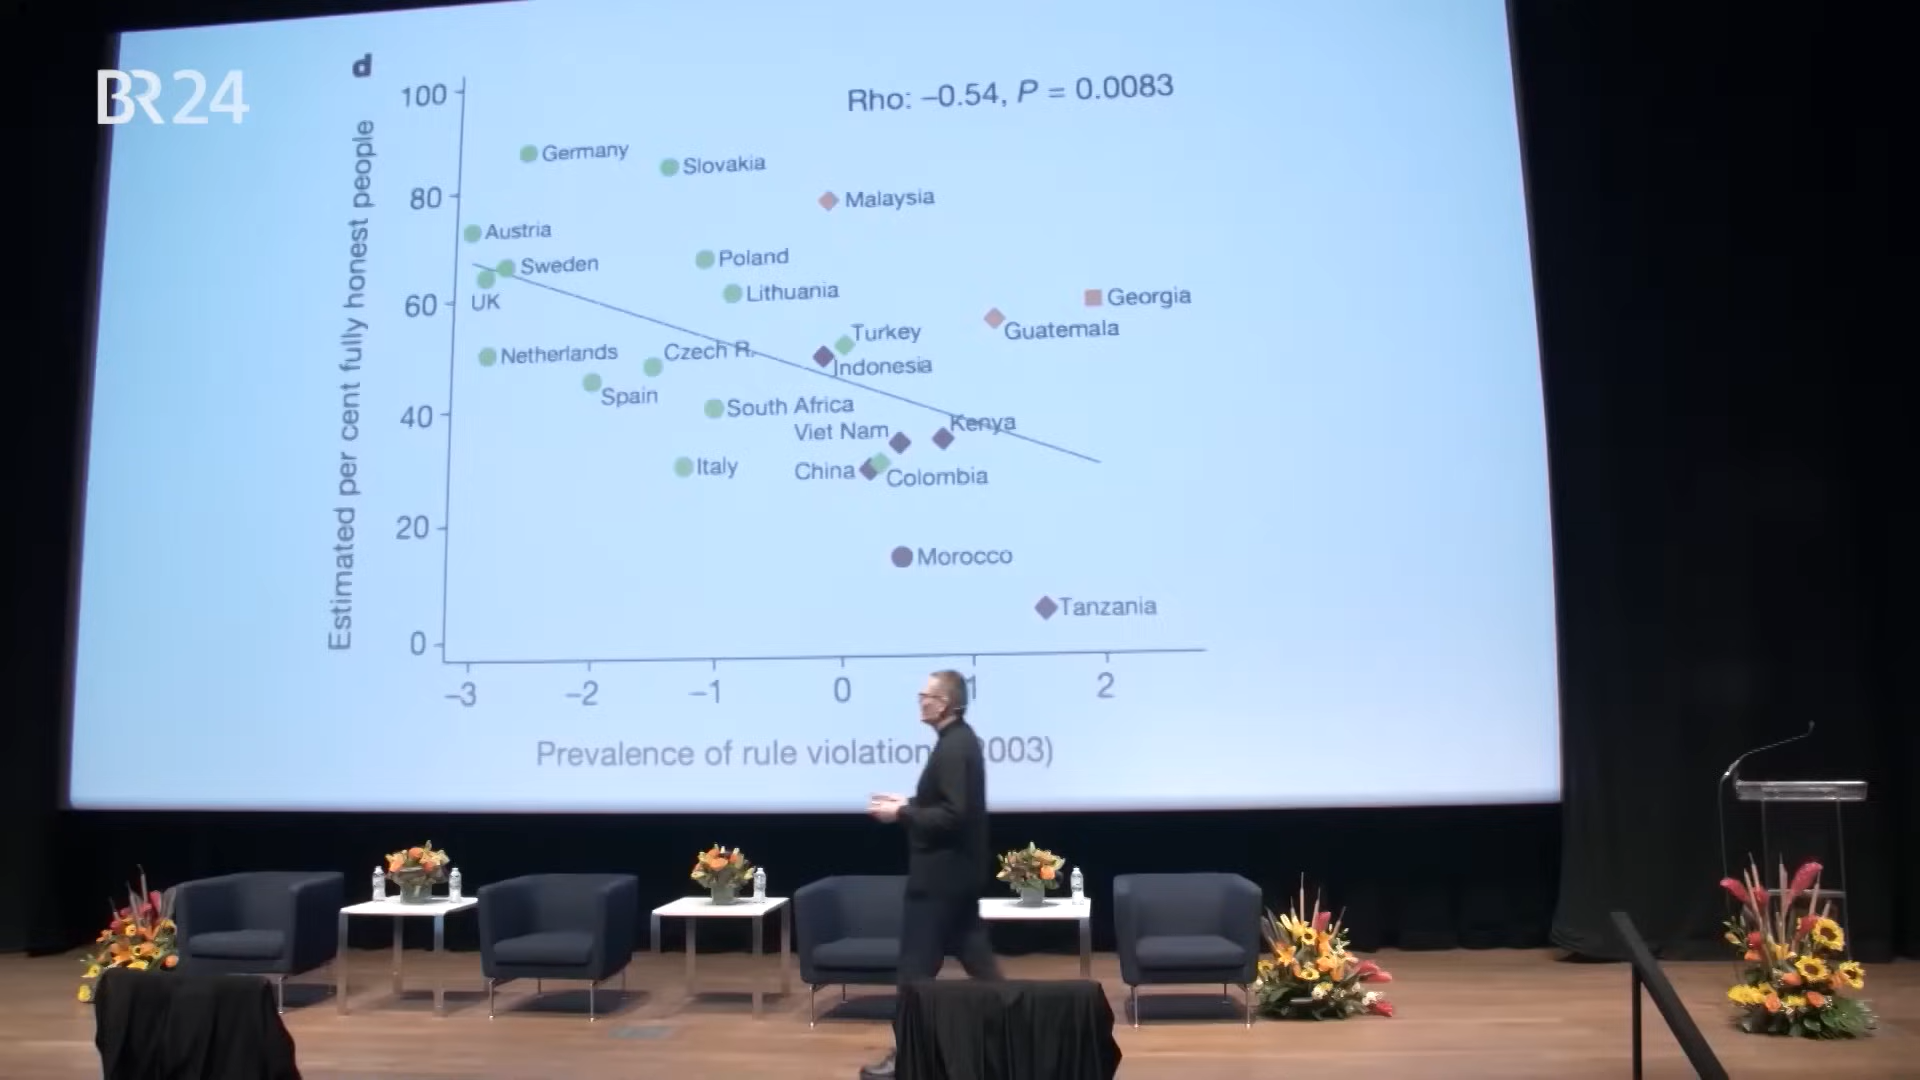 BR24
d
Rho: –0.54, P = 0.0083
Estimated per cent fully honest people
100
80
60
40
20
0
Germany
Slovakia
Malaysia
Austria
Sweden
UK
Poland
Lithuania
Georgia
Guatemala
Turkey
Indonesia
Netherlands
Czech R.
Spain
South Africa
Viet Nam
Kenya
Italy
China
Colombia
Morocco
Tanzania
–3 –2 –1 0 1 2
Prevalence of rule violation 003)